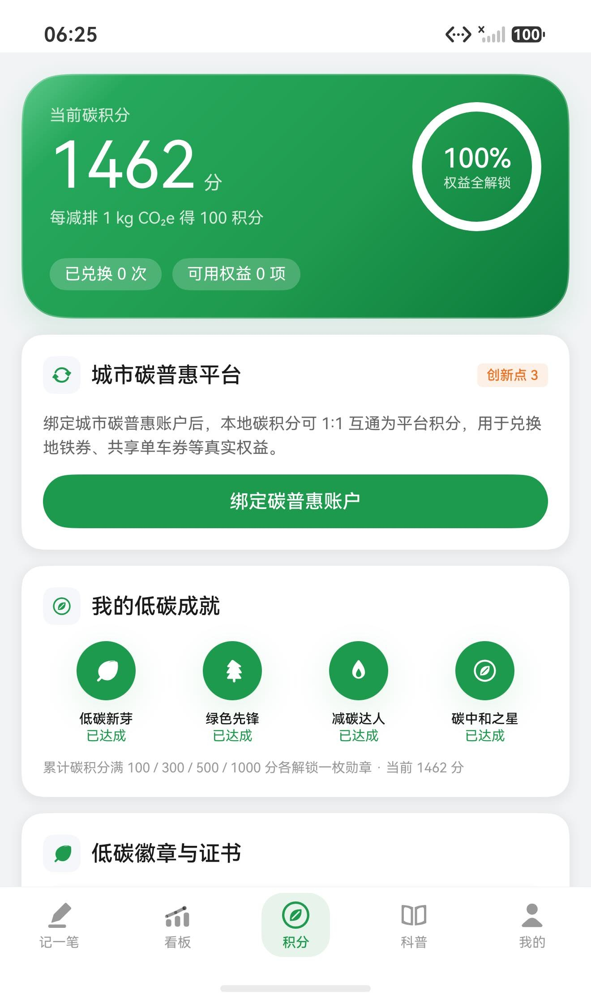 06:25
100
当前碳积分
1462 分
100%
权益全解锁
每减排 1 kg CO₂e 得 100 积分
已兑换 0 次
可用权益 0 项
城市碳普惠平台
创新点 3
绑定城市碳普惠账户后，本地碳积分可 1:1 互通为平台积分，用于兑换
地铁券、共享单车券等真实权益。
绑定碳普惠账户
我的低碳成就
低碳新芽
已达成
绿色先锋
已达成
减碳达人
已达成
碳中和之星
已达成
累计碳积分满 100 / 300 / 500 / 1000 分各解锁一枚勋章 · 当前 1462 分
低碳徽章与证书
记一笔
看板
积分
科普
我的